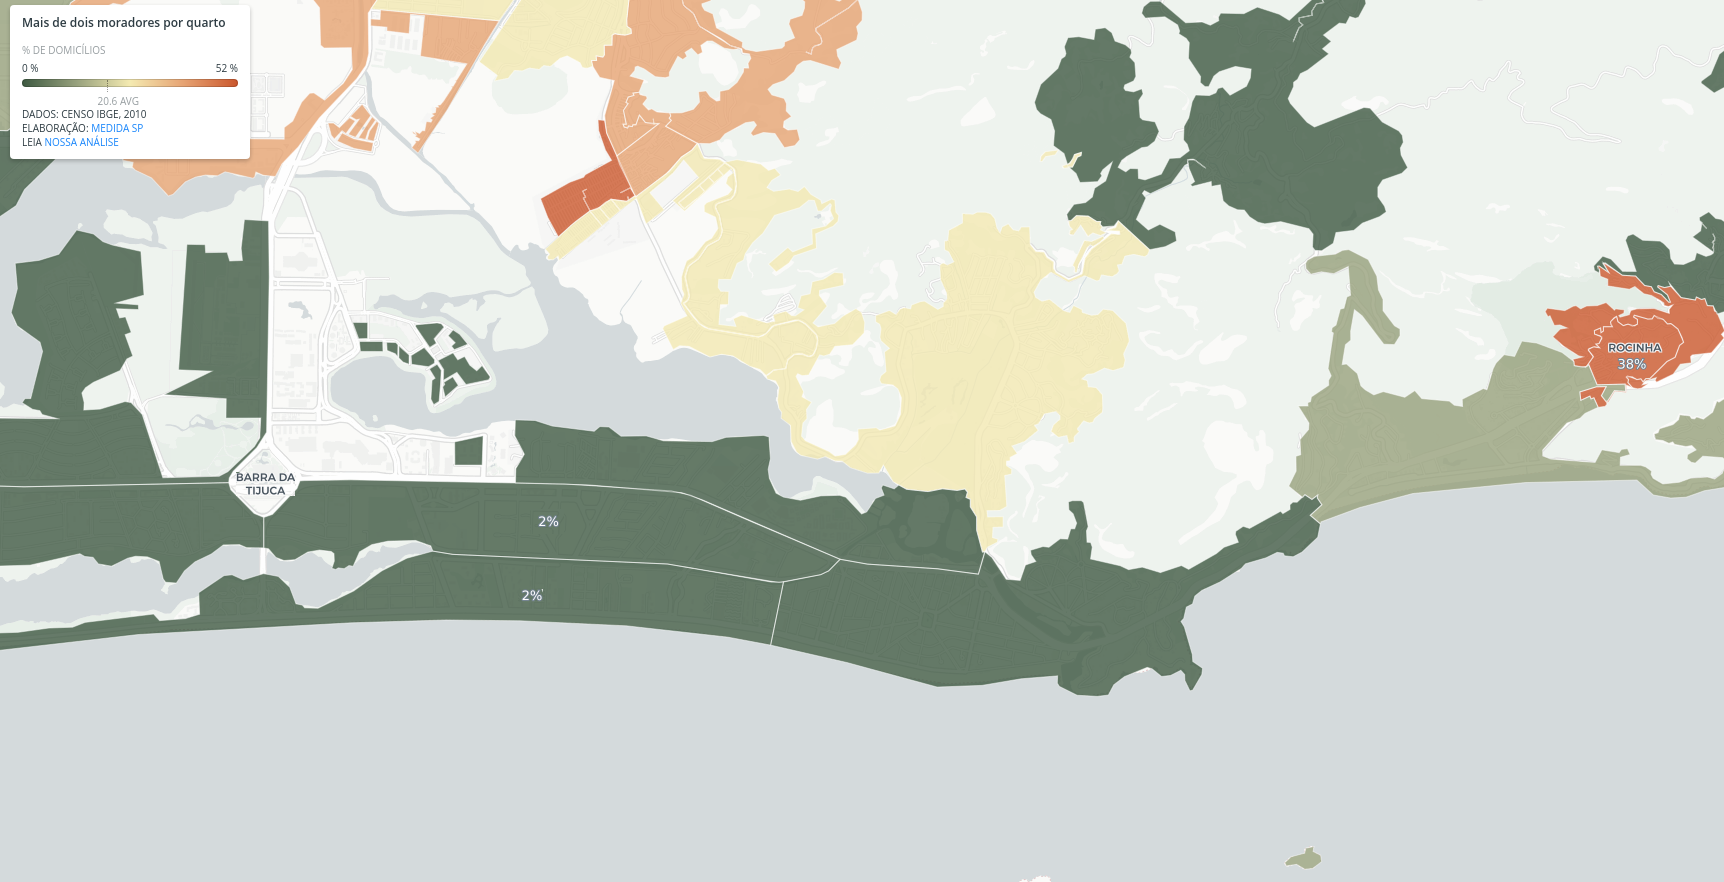 Mais de dois moradores por quarto
% DE DOMICÍLIOS
0 % 52 %
20.6 AVG
DADOS: CENSO IBGE, 2010
ELABORAÇÃO: MEDIDA SP
LEIA NOSSA ANÁLISE
ROCINHA
38%
BARRA DA
TIJUCA
2%
2%